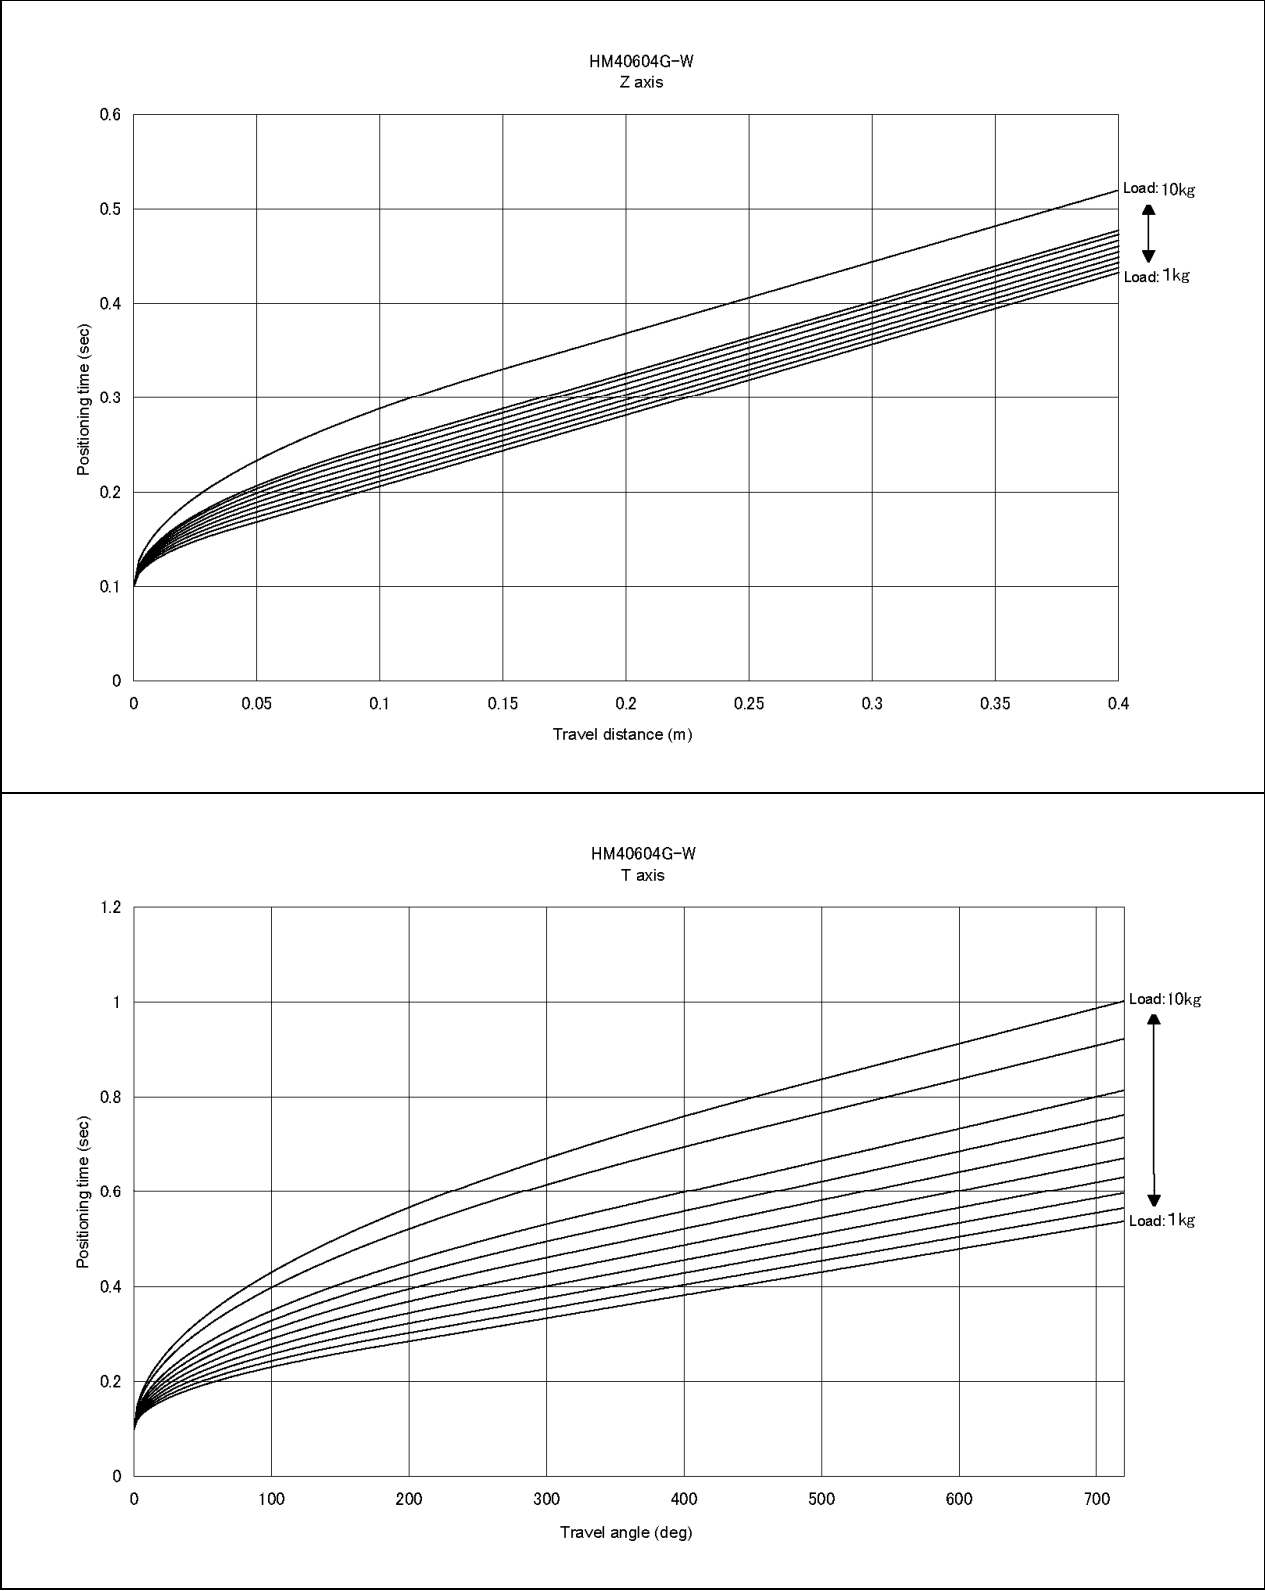 HM40604G-W
Z axis
0.6
0.5
0.4
0.3
0.2
0.1
0
Positioning time (sec)
Load: 10kg
Load: 1kg
0 0.05 0.1 0.15 0.2 0.25 0.3 0.35 0.4
Travel distance (m)
HM40604G-W
T axis
1.2
1
0.8
0.6
0.4
0.2
0
Positioning time (sec)
Load: 10kg
Load: 1kg
0 100 200 300 400 500 600 700
Travel angle (deg)